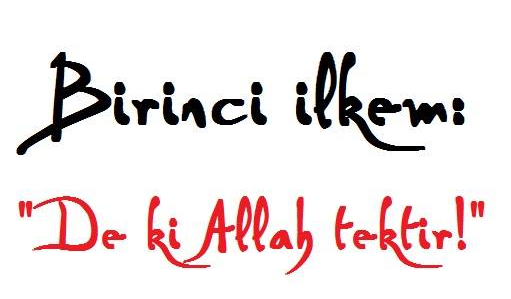 Birinci ilkem:
"De ki Allah tektir!"